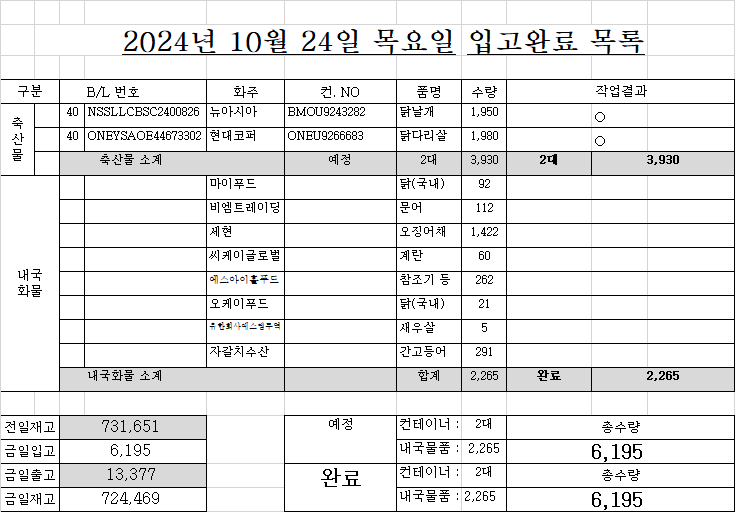 2024년 10월 24일 목요일 입고완료 목록
구분 B/L 번호 화주 컨. NO 품명 수량 작업결과
축산물
40 NSSLLCBSC2400826 뉴아시아 BMOU9243282 닭날개 1,950 ○
40 ONEYSAOE44673302 현대코퍼 ONEU9266683 닭다리살 1,980 ○
축산물 소계 예정 2대 3,930 2대 3,930
내국화물
마이푸드 닭(국내) 92
비엠트레이딩 문어 112
세현 오징어채 1,422
씨케이글로벌 계란 60
에스아이홀푸드 참조기 등 262
오케이푸드 닭(국내) 21
유한회사에스엠무역 새우살 5
자갈치수산 간고등어 291
내국화물 소계 합계 2,265 완료 2,265
전일재고 731,651 예정 컨테이너 : 2대 총수량
금일입고 6,195 내국물품 : 2,265 6,195
금일출고 13,377 완료 컨테이너 : 2대 총수량
금일재고 724,469 내국물품 : 2,265 6,195